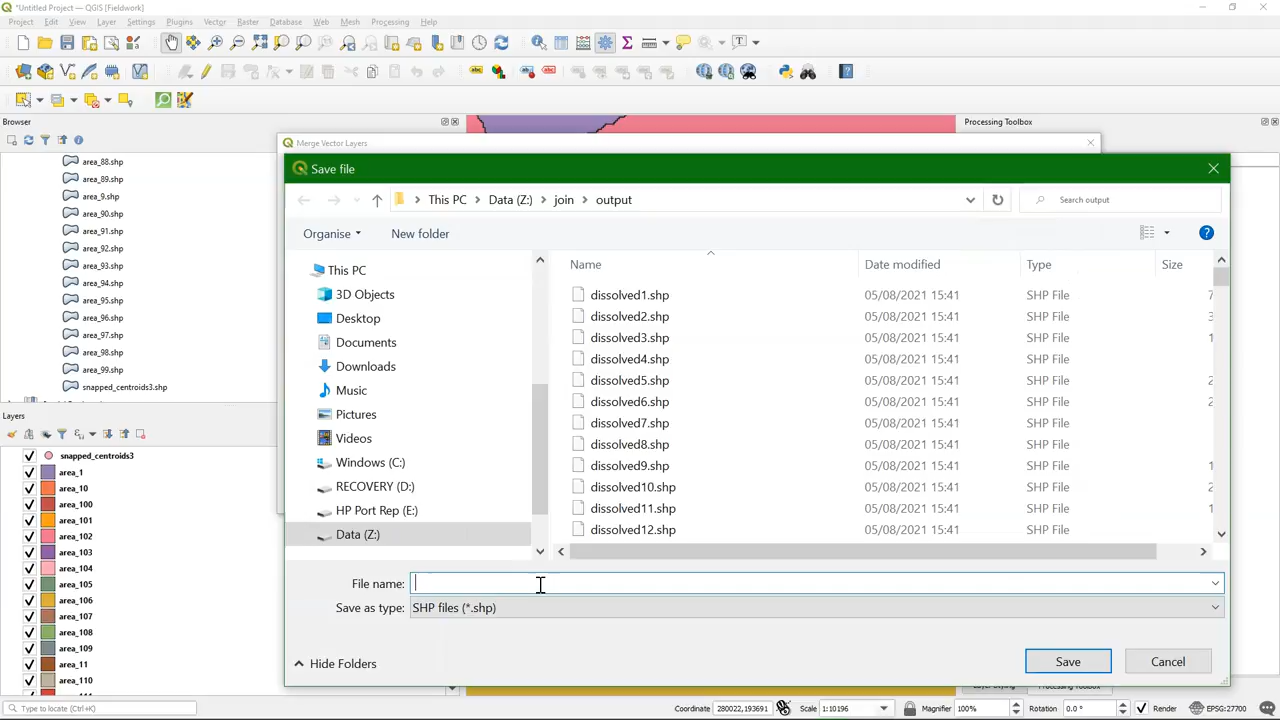 *Untitled Project — QGIS [Fieldwork]
Project Edit View Layer Settings Plugins Vector Raster Database Web Mesh Processing Help
Browser
Processing Toolbox
area_88.shp
area_89.shp
area_9.shp
area_90.shp
area_91.shp
area_92.shp
area_93.shp
area_94.shp
area_95.shp
area_96.shp
area_97.shp
area_98.shp
area_99.shp
snapped_centroids3.shp
Layers
snapped_centroids3
area_1
area_10
area_100
area_101
area_102
area_103
area_104
area_105
area_106
area_107
area_108
area_109
area_11
area_110
Merge Vector Layers
Save file
This PC > Data (Z:) > join > output
Search output
Organise
New folder
This PC
3D Objects
Desktop
Documents
Downloads
Music
Pictures
Videos
Windows (C:)
RECOVERY (D:)
HP Port Rep (E:)
Data (Z:)
Name Date modified Type Size
dissolved1.shp 05/08/2021 15:41 SHP File 7
dissolved2.shp 05/08/2021 15:41 SHP File 3
dissolved3.shp 05/08/2021 15:41 SHP File 1
dissolved4.shp 05/08/2021 15:41 SHP File
dissolved5.shp 05/08/2021 15:41 SHP File 2
dissolved6.shp 05/08/2021 15:41 SHP File 2
dissolved7.shp 05/08/2021 15:41 SHP File
dissolved8.shp 05/08/2021 15:41 SHP File
dissolved9.shp 05/08/2021 15:41 SHP File 1
dissolved10.shp 05/08/2021 15:41 SHP File 2
dissolved11.shp 05/08/2021 15:41 SHP File 1
dissolved12.shp 05/08/2021 15:41 SHP File
File name:
Save as type: SHP files (*.shp)
Hide Folders
Save
Cancel
Type to locate (Ctrl+K)
Coordinate 280022,193691 Scale 1:10196 Magnifier 100% Rotation 0.0 ° Render EPSG:27700